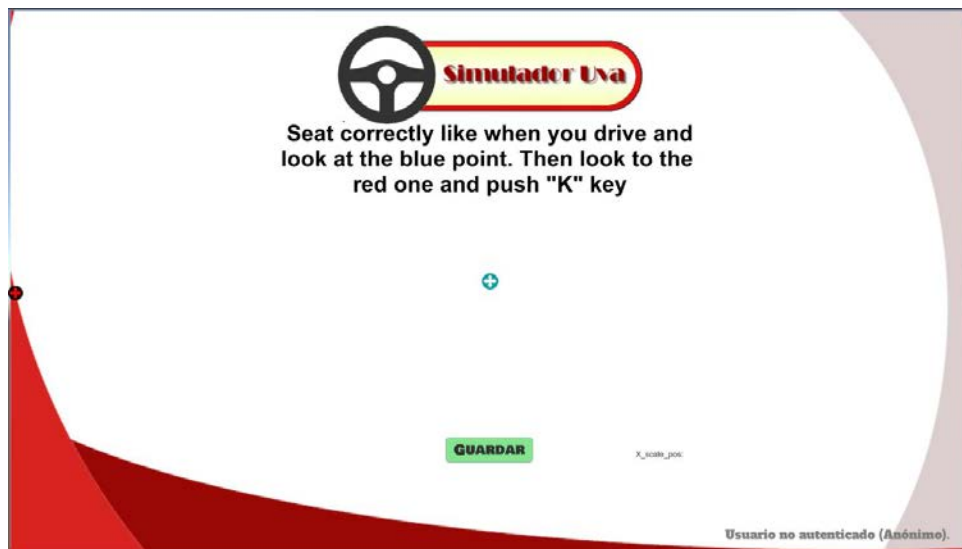 Simulador Uva
Seat correctly like when you drive and
look at the blue point. Then look to the
red one and push "K" key
GUARDAR
X_scale_pos:
Usuario no autenticado (Anónimo).